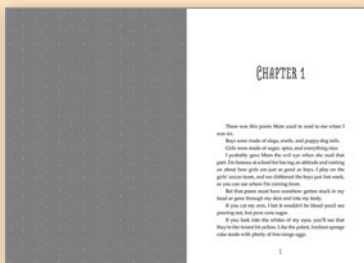 CHAPTER 1
There was this poem Mom used to read to me when I
was six.
Boys were made of slugs, snails, and puppy-dog tails.
Girls were made of sugar, spice, and everything nice.
I probably gave Mom the evil eye when she read that
part. I'm famous at school for having an attitude and ranting
on about how girls are just as good as boys. I play on the
girls' soccer team, and we clobbered the boys just last week,
so you can see where I'm coming from.
But that poem must have somehow gotten stuck in my
head or gone through my skin and into my body.
If you cut my arm, I bet it wouldn't be blood you'd see
pouring out, but pure cane sugar.
If you look into the whites of my eyes, you'll see that
they're the tiniest bit yellow. Like the palest, freshest sponge
cake made with plenty of free-range eggs.
1